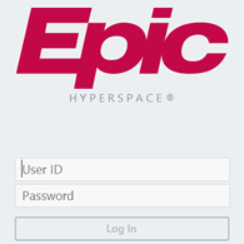 Epic
HYPERSPACE®
User ID
Password
Log In